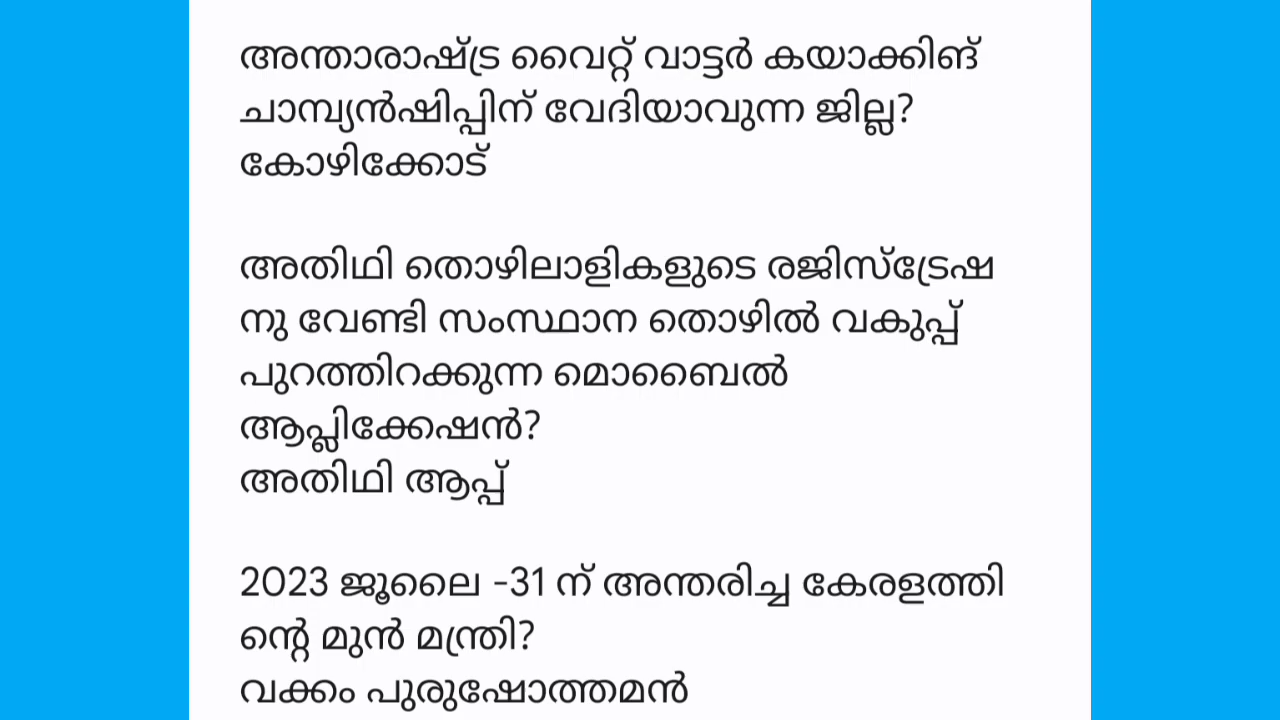 അന്താരാഷ്ട്ര വൈറ്റ് വാട്ടർ കയാക്കിങ്
ചാമ്പ്യൻഷിപ്പിന് വേദിയാവുന്ന ജില്ല?
കോഴിക്കോട്
അതിഥി തൊഴിലാളികളുടെ രജിസ്ട്രേഷ
നു വേണ്ടി സംസ്ഥാന തൊഴിൽ വകുപ്പ്
പുറത്തിറക്കുന്ന മൊബൈൽ
ആപ്ലിക്കേഷൻ?
അതിഥി ആപ്പ്
2023 ജൂലൈ -31 ന് അന്തരിച്ച കേരളത്തി
ന്റെ മുൻ മന്ത്രി?
വക്കം പുരുഷോത്തമൻ